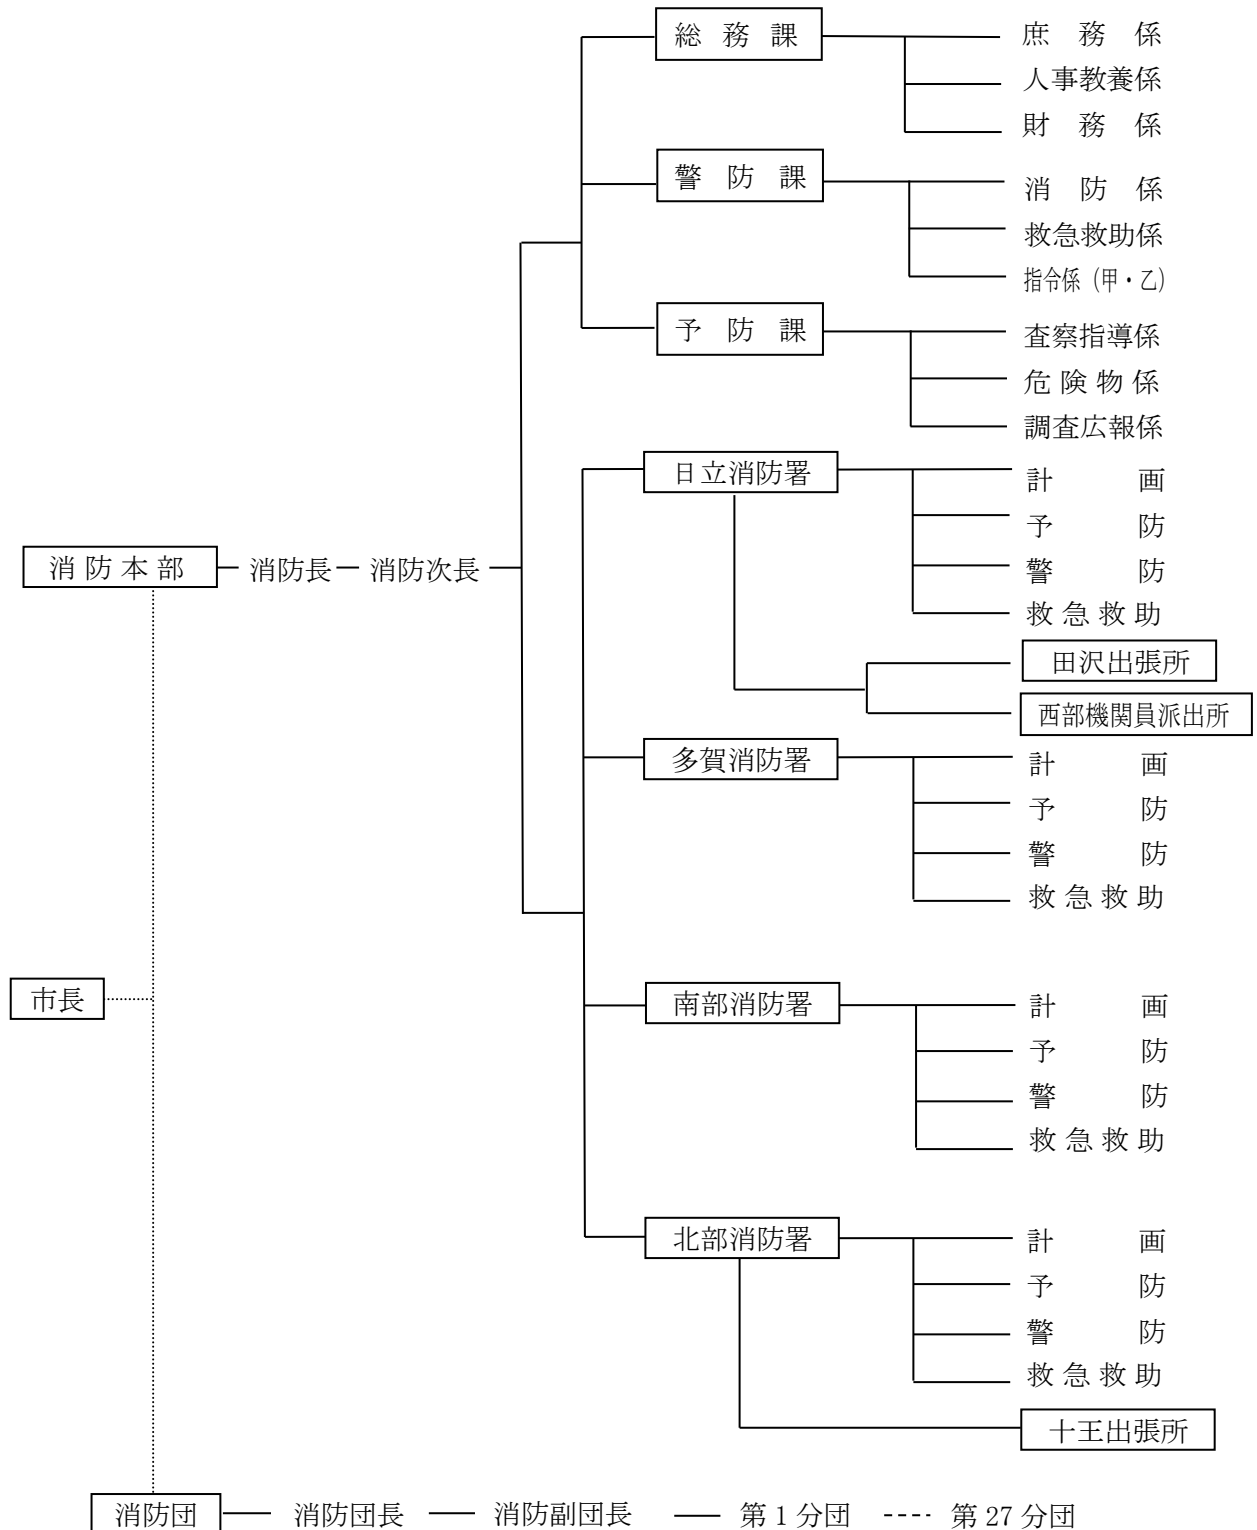 総務課
庶務係
人事教養係
財務係
警防課
消防係
救急救助係
指令係（甲・乙）
予防課
査察指導係
危険物係
調査広報係
日立消防署
計画
予防
警防
救急救助
田沢出張所
西部機関員派出所
消防本部 消防長 消防次長
多賀消防署
計画
予防
警防
救急救助
市長
南部消防署
計画
予防
警防
救急救助
北部消防署
計画
予防
警防
救急救助
十王出張所
消防団 消防団長 消防副団長 第1分団 第27分団